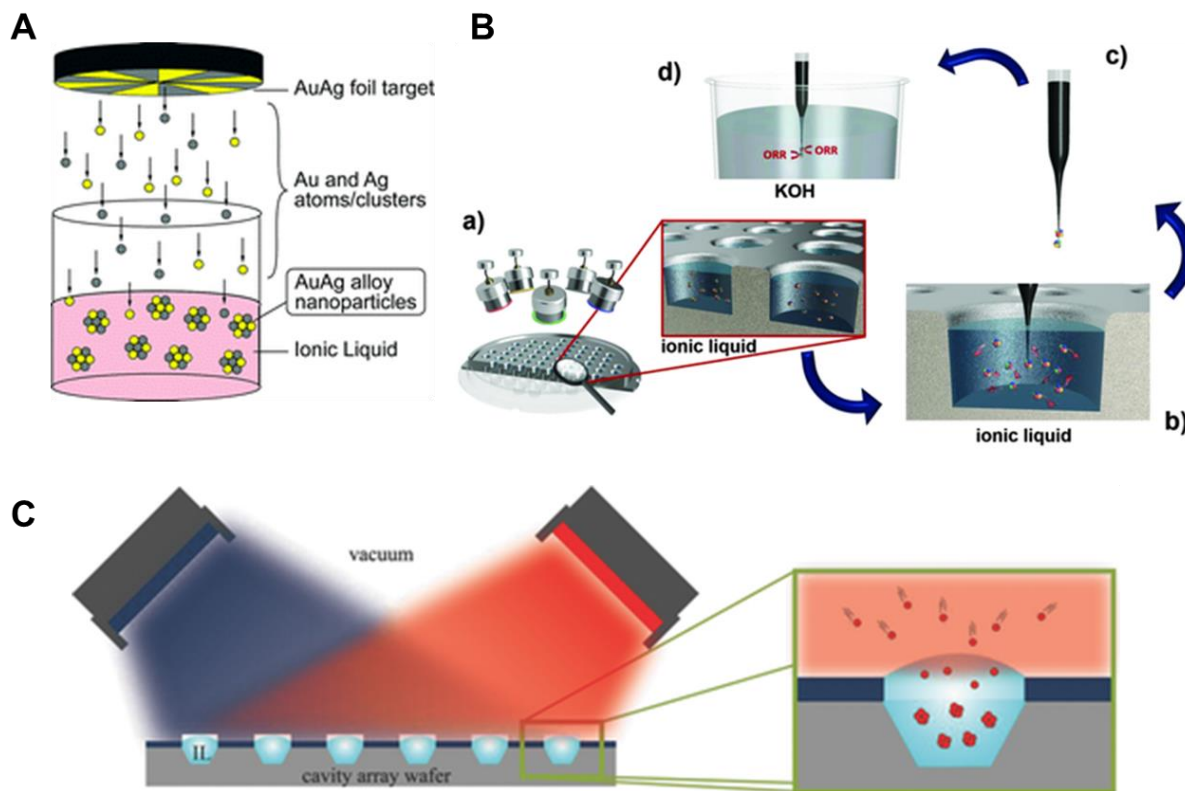 A
AuAg foil target
Au and Ag
atoms/clusters
AuAg alloy
nanoparticles
Ionic Liquid
B
d)
c)
ORR
ORR
KOH
a)
ionic liquid
ionic liquid
b)
C
vacuum
IL
cavity array wafer